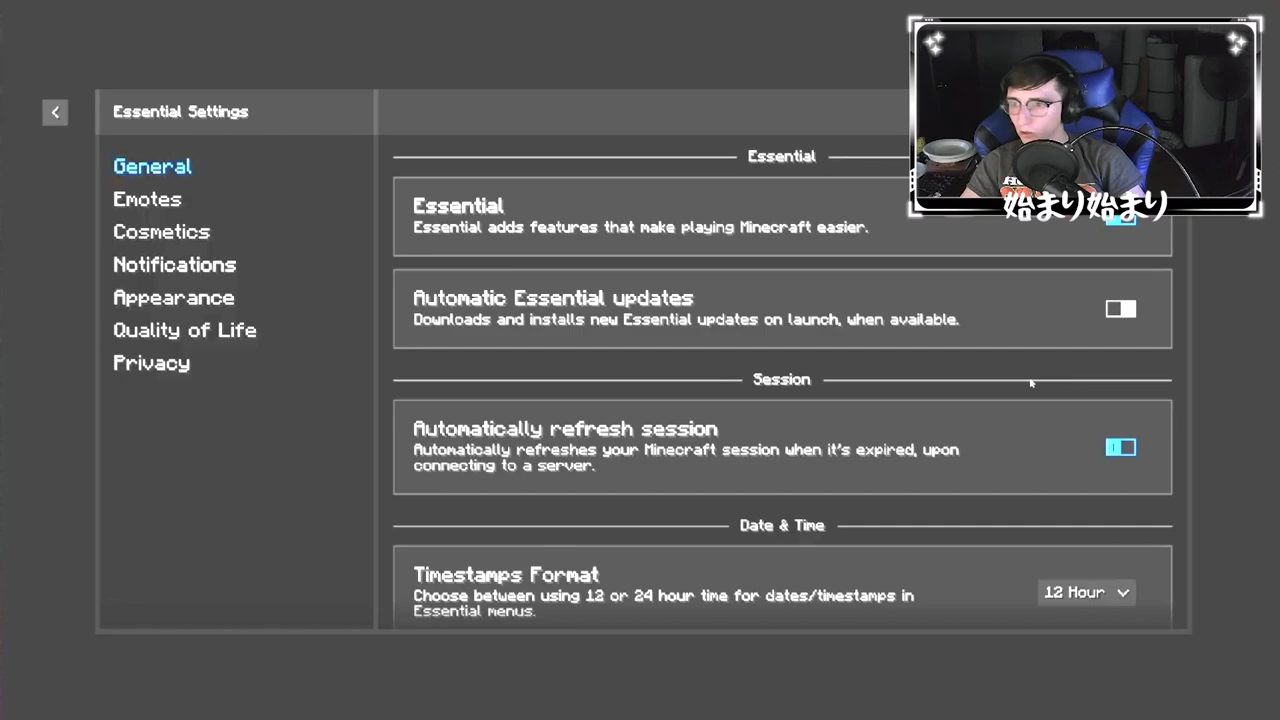 Essential Settings
General
Emotes
Cosmetics
Notifications
Appearance
Quality of Life
Privacy
Essential
Essential
Essential adds features that make playing Minecraft easier.
Automatic Essential updates
Downloads and installs new Essential updates on launch, when available.
Session
Automatically refresh session
Automatically refreshes your Minecraft session when it's expired, upon
connecting to a server.
Date & Time
Timestamps Format
Choose between using 12 or 24 hour time for dates/timestamps in
Essential menus.
12 Hour
始まり始まり